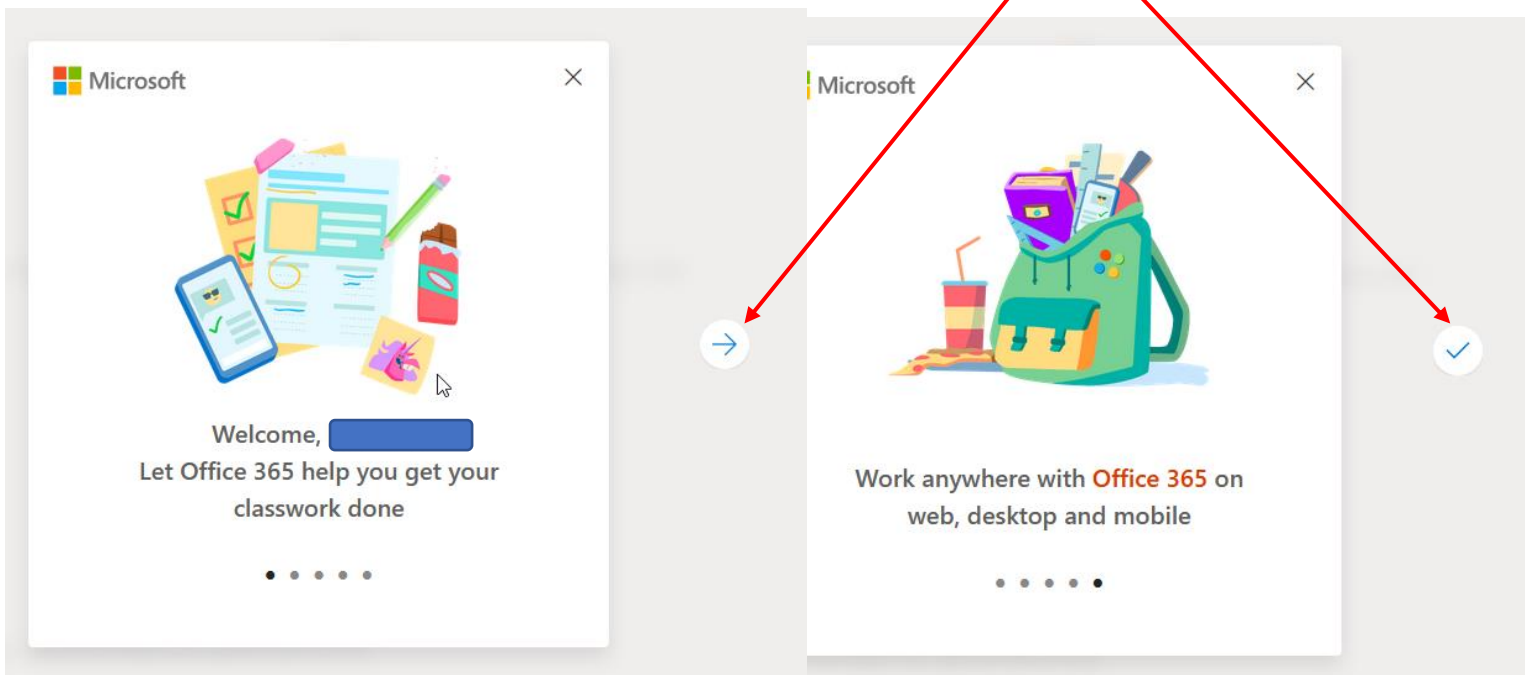 Microsoft
Welcome,
Let Office 365 help you get your
classwork done
Microsoft
Work anywhere with Office 365 on
web, desktop and mobile